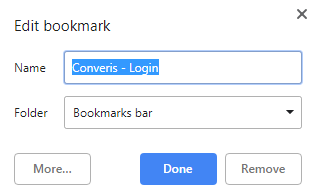 Edit bookmark
Name Converis - Login
Folder Bookmarks bar
More... Done Remove